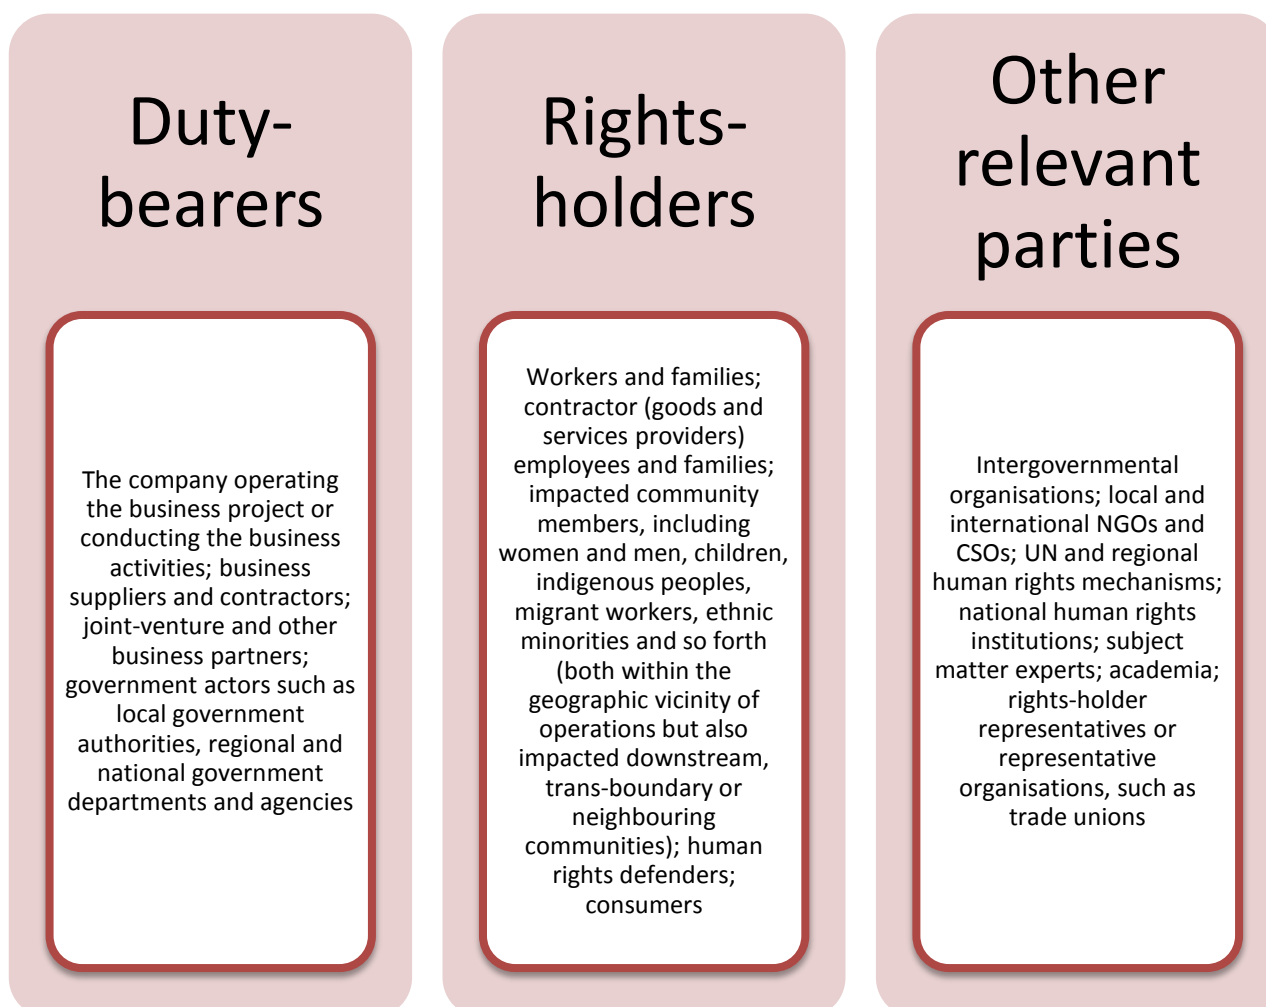 Duty-
bearers
The company operating
the business project or
conducting the business
activities; business
suppliers and contractors;
joint-venture and other
business partners;
government actors such as
local government
authorities, regional and
national government
departments and agencies
Rights-
holders
Workers and families;
contractor (goods and
services providers)
employees and families;
impacted community
members, including
women and men, children,
indigenous peoples,
migrant workers, ethnic
minorities and so forth
(both within the
geographic vicinity of
operations but also
impacted downstream,
trans-boundary or
neighbouring
communities); human
rights defenders;
consumers
Other
relevant
parties
Intergovernmental
organisations; local and
international NGOs and
CSOs; UN and regional
human rights mechanisms;
national human rights
institutions; subject
matter experts; academia;
rights-holder
representatives or
representative
organisations, such as
trade unions